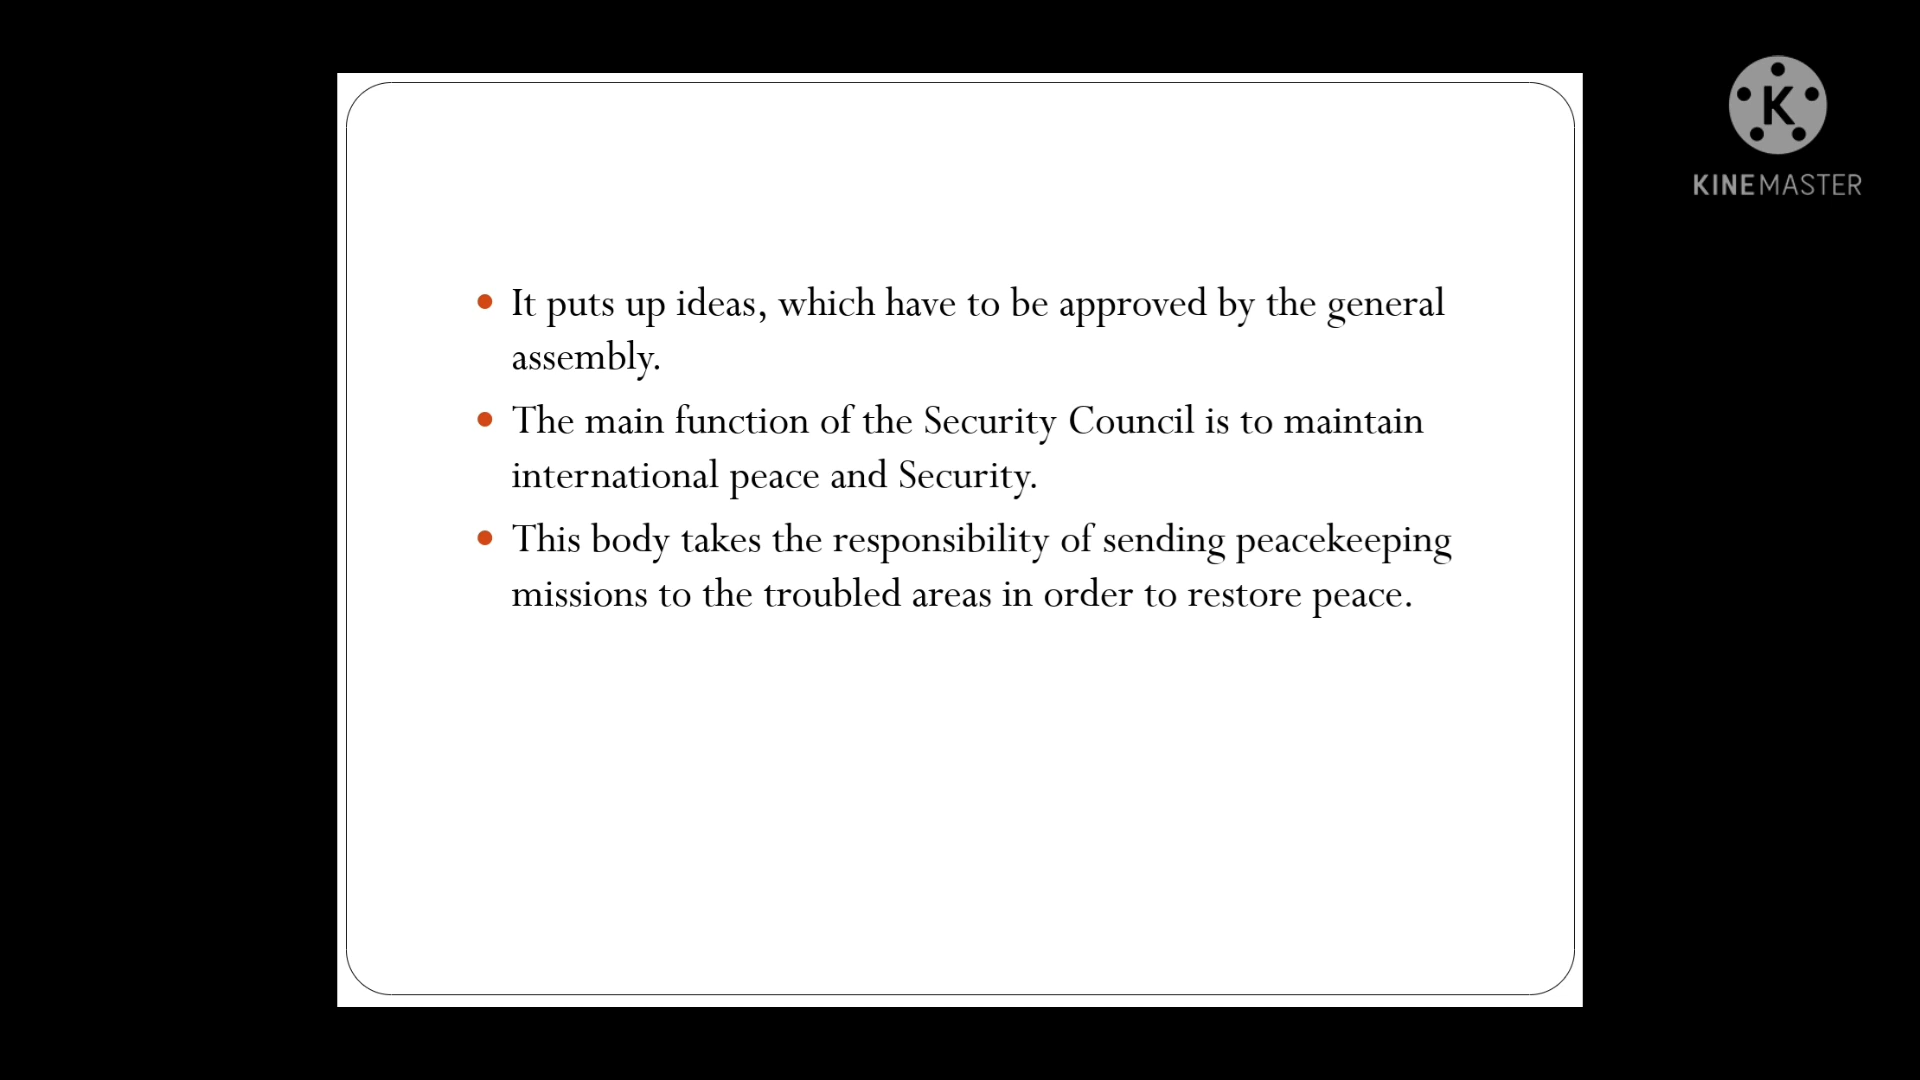 K
KINEMASTER
It puts up ideas, which have to be approved by the general
assembly.
The main function of the Security Council is to maintain
international peace and Security.
This body takes the responsibility of sending peacekeeping
missions to the troubled areas in order to restore peace.